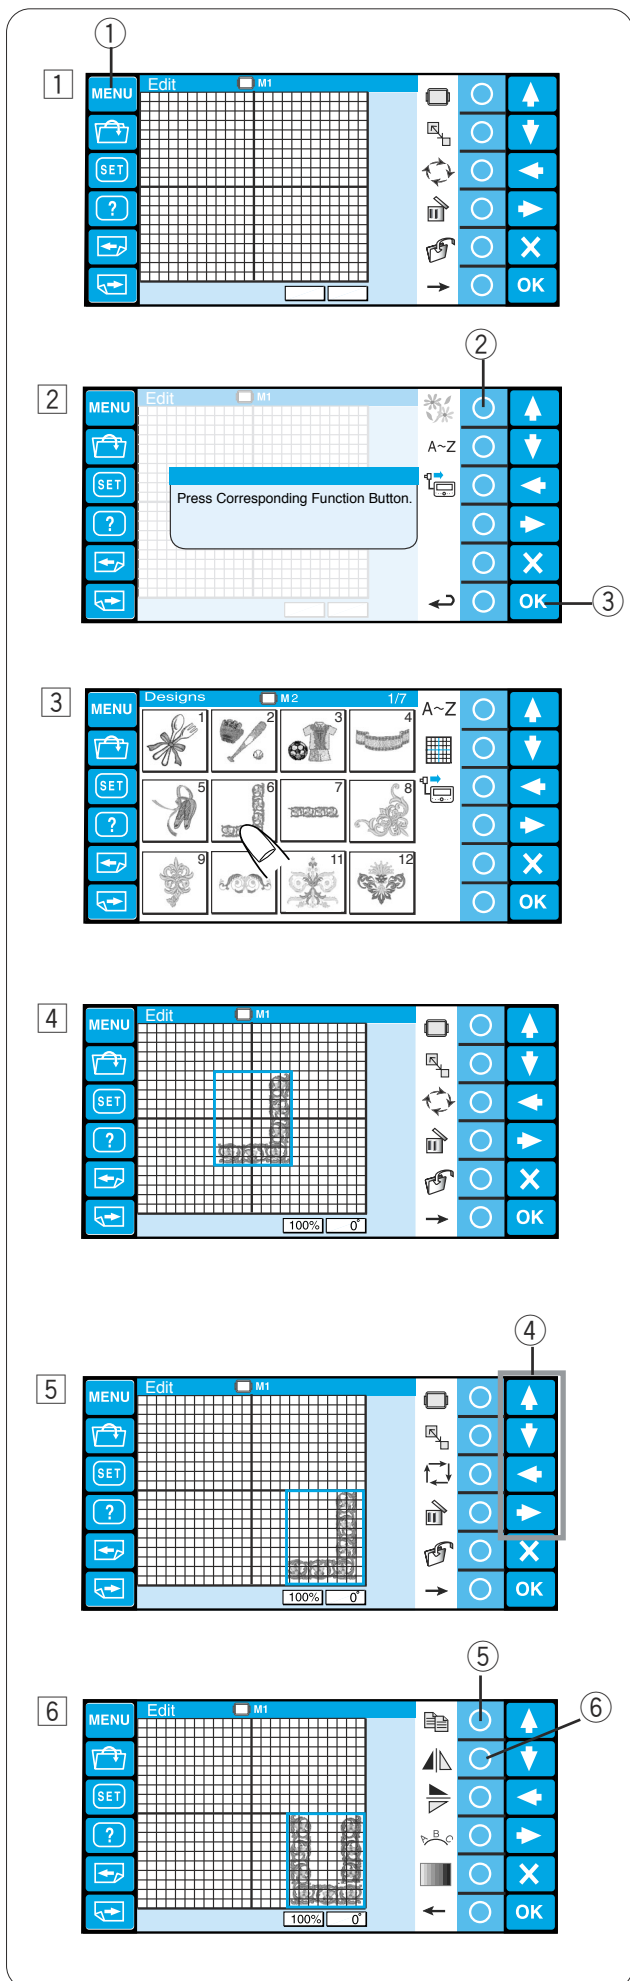 ①
1
Edit M1
MENU
SET
?
OK
②
2
Edit M1
MENU
A~Z
SET
Press Corresponding Function Button.
?
OK ③
3
Designs M2 1/7
MENU
A~Z
1 2 3 4
SET
5 6 7 8
?
9 11 12
OK
4
Edit M1
MENU
SET
?
OK
100% 0°
④
5
Edit M1
MENU
SET
?
OK
100% 0°
⑤
⑥
6
Edit M1
MENU
SET
?
A B C
OK
100% 0°